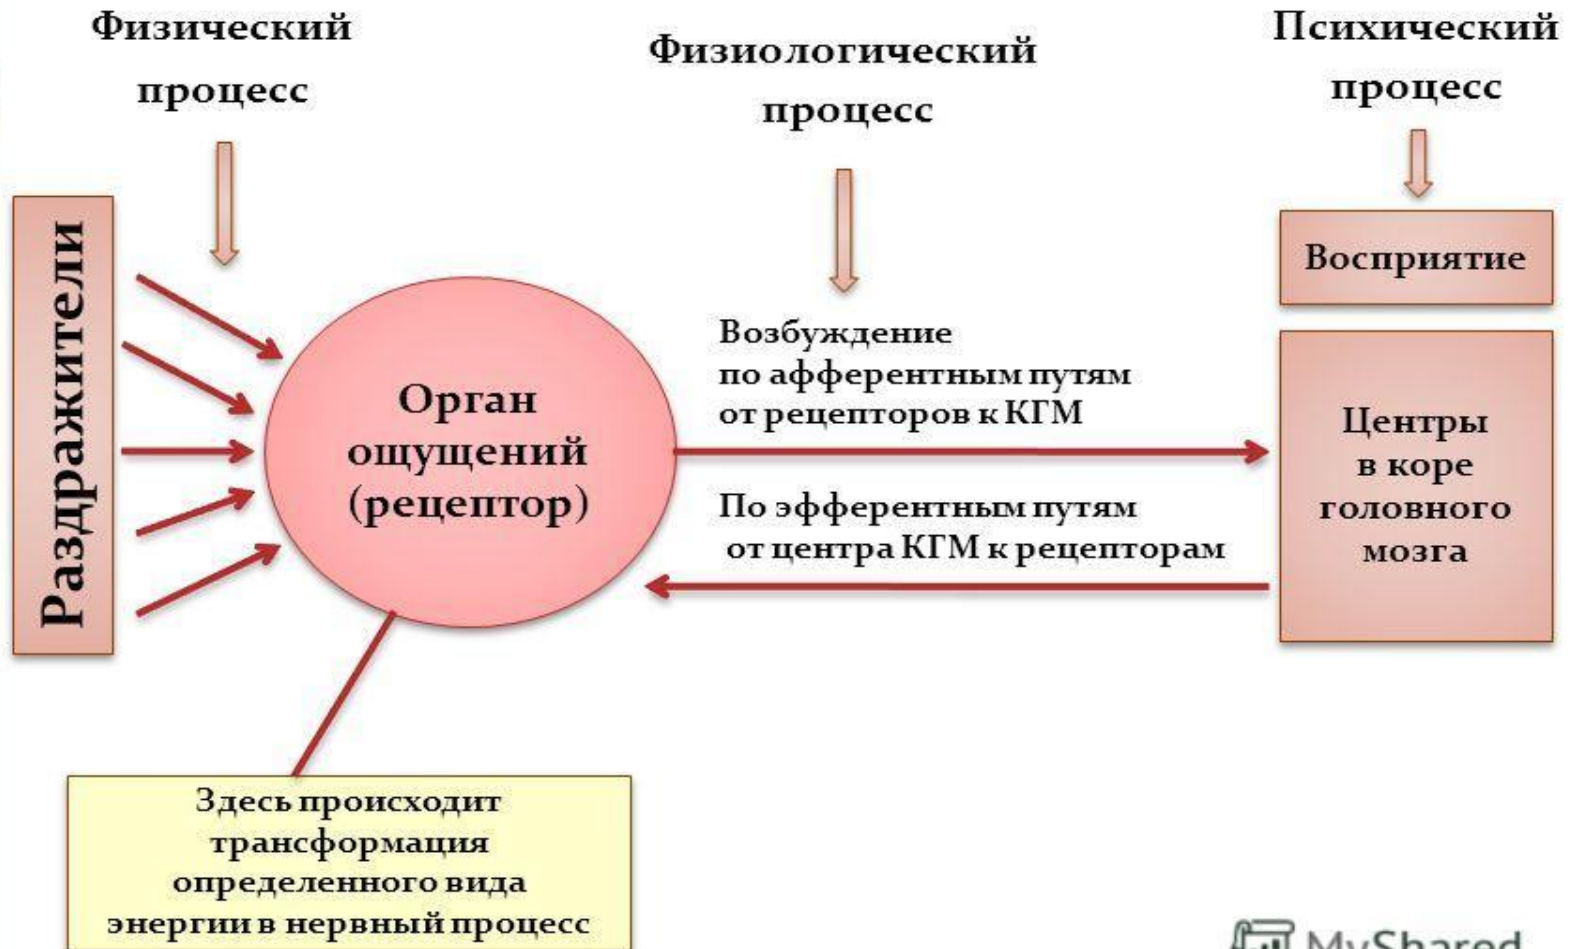 Физический
процесс
Физиологический
процесс
Психический
процесс
Раздражители
Орган
ощущений
(рецептор)
Возбуждение
по афферентным путям
от рецепторов к КГМ
По эфферентным путям
от центра КГМ к рецепторам
Восприятие
Центры
в коре
головного
мозга
Здесь происходит
трансформация
определенного вида
энергии в нервный процесс
MyShared